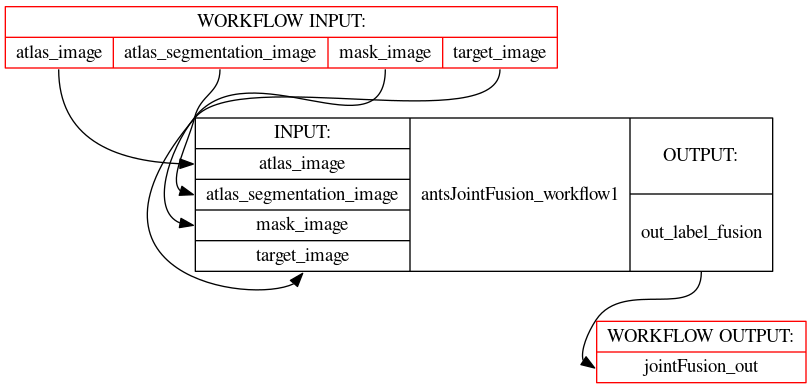 WORKFLOW INPUT:
atlas_image atlas_segmentation_image mask_image target_image
INPUT:
atlas_image
atlas_segmentation_image
mask_image
target_image
antsJointFusion_workflow1
OUTPUT:
out_label_fusion
WORKFLOW OUTPUT:
jointFusion_out